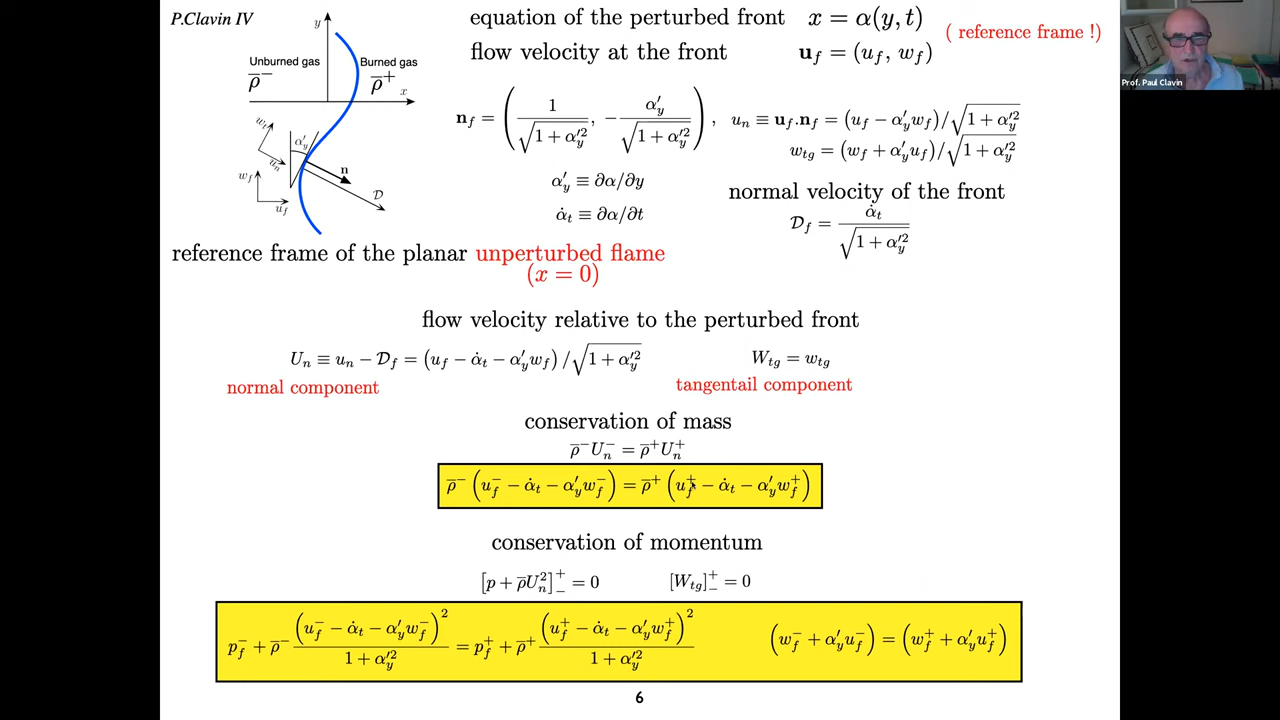 P.Clavin IV
equation of the perturbed front x = α(y, t)
( reference frame !)
flow velocity at the front u_f = (u_f, w_f)
y
Unburned gas
ρ̅⁻
Burned gas
ρ̅⁺
x
w_t
α′_y
u_n
n
w_f
u_f
𝒟
n_f = ( 1/√(1 + α′_y²), − α′_y/√(1 + α′_y²) ), u_n ≡ u_f.n_f = (u_f − α′_y w_f)/√(1 + α′_y²)
w_tg = (w_f + α′_y u_f)/√(1 + α′_y²)
α′_y ≡ ∂α/∂y
α̇_t ≡ ∂α/∂t
normal velocity of the front
𝒟_f = α̇_t/√(1 + α′_y²)
reference frame of the planar unperturbed flame
(x = 0)
flow velocity relative to the perturbed front
U_n ≡ u_n − 𝒟_f = (u_f − α̇_t − α′_y w_f)/√(1 + α′_y²) W_tg = w_tg
normal component tangentail component
conservation of mass
ρ̅⁻U_n⁻ = ρ̅⁺U_n⁺
ρ̅⁻ (u_f⁻ − α̇_t − α′_y w_f⁻) = ρ̅⁺ (u_f⁺ − α̇_t − α′_y w_f⁺)
conservation of momentum
[p + ρ̅U_n²]₋⁺ = 0 [W_tg]₋⁺ = 0
p_f⁻ + ρ̅⁻ (u_f⁻ − α̇_t − α′_y w_f⁻)²/(1 + α′_y²) = p_f⁺ + ρ̅⁺ (u_f⁺ − α̇_t − α′_y w_f⁺)²/(1 + α′_y²) (w_f⁻ + α′_y u_f⁻) = (w_f⁺ + α′_y u_f⁺)
6
Prof. Paul Clavin